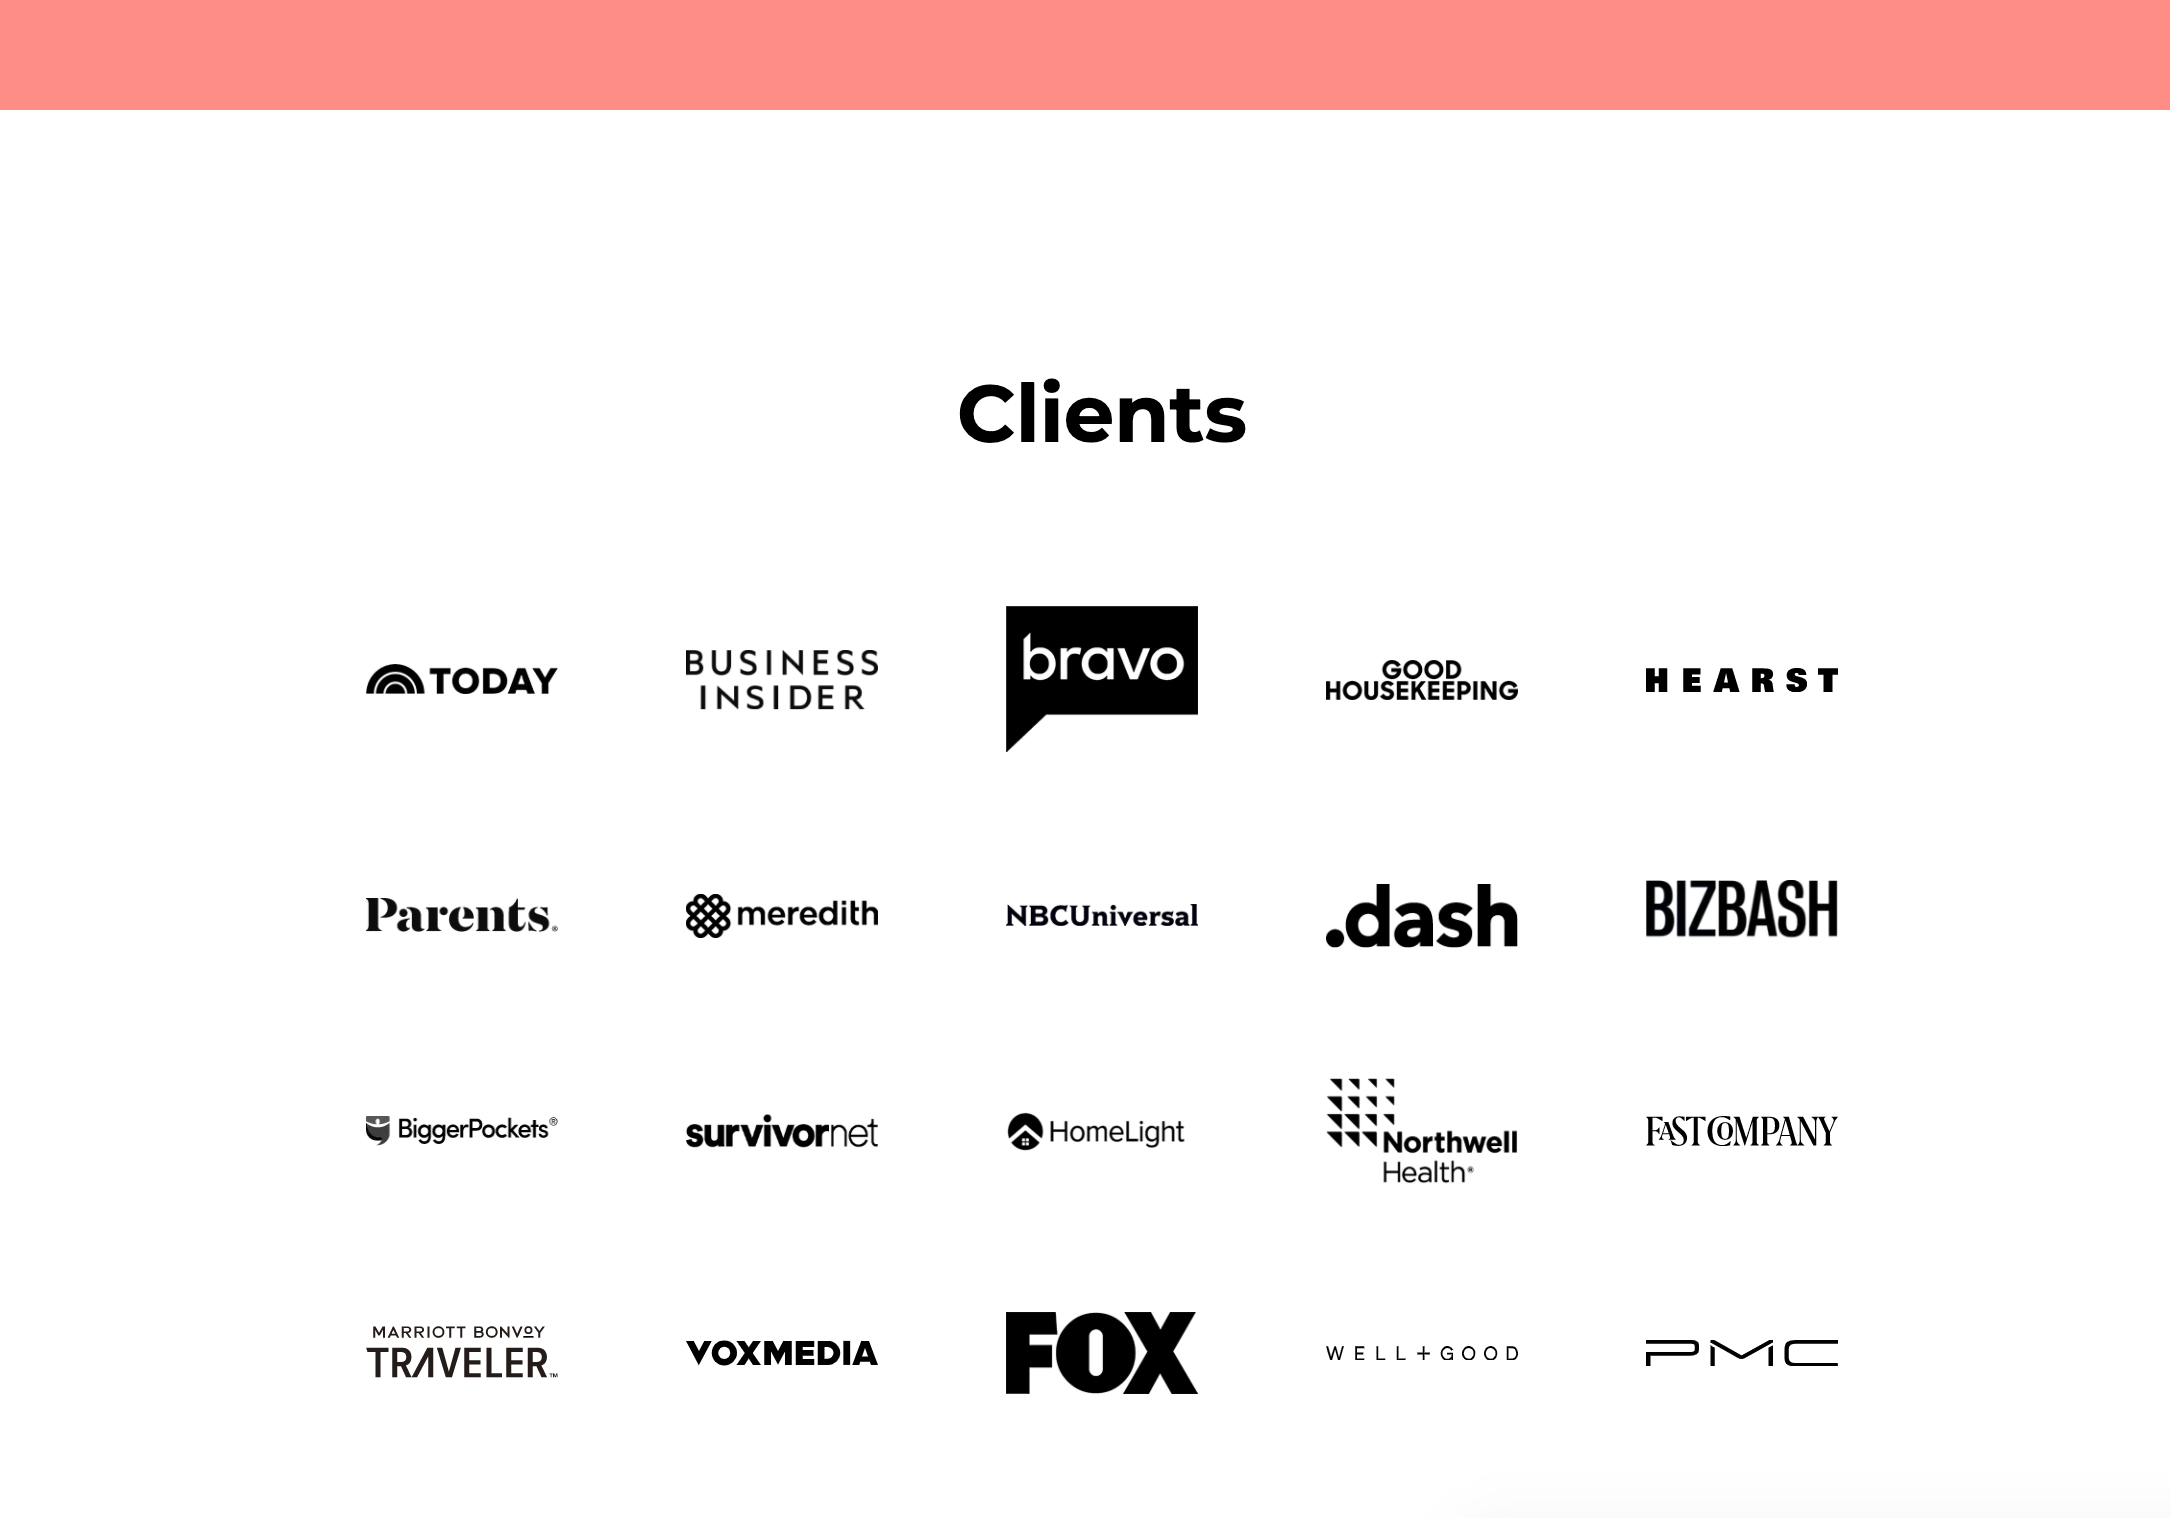 Clients
TODAY
BUSINESS
INSIDER
bravo
GOOD
HOUSEKEEPING
HEARST
Parents®
meredith
NBCUniversal
.dash
BIZBASH
BiggerPockets®
survivornet
HomeLight
Northwell
Health®
FAST COMPANY
MARRIOTT BONVOY
TRAVELER™
VOXMEDIA
FOX
WELL+GOOD
PMC